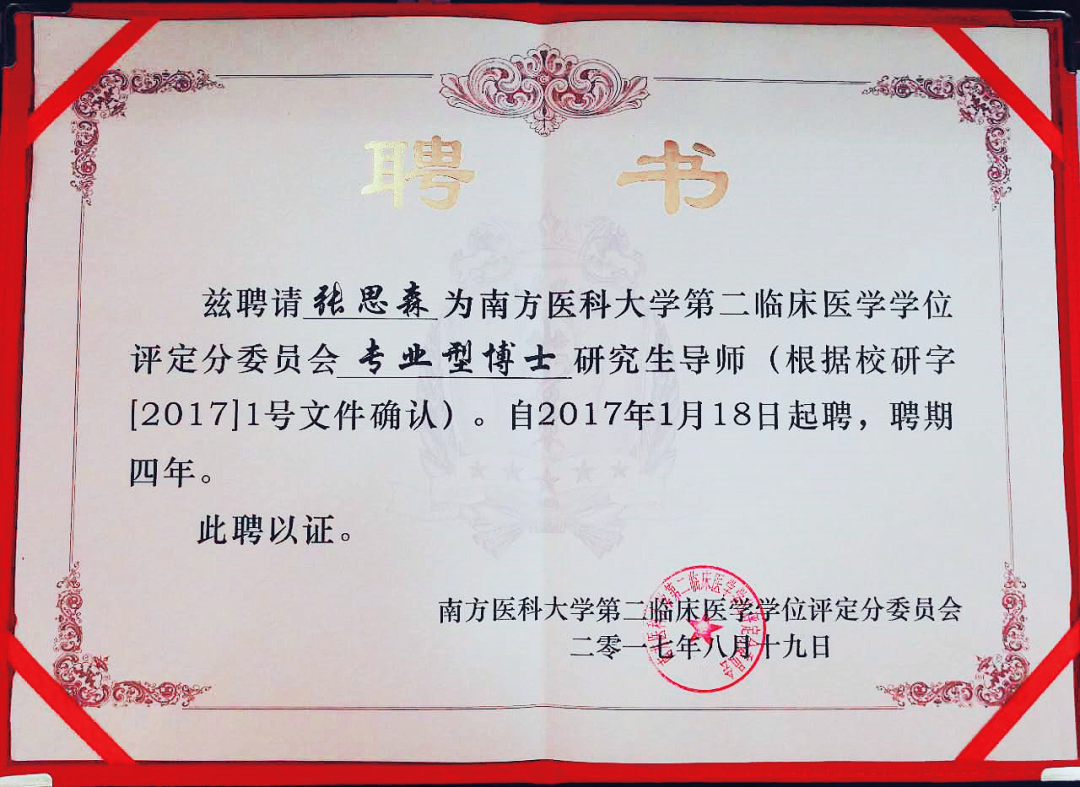 聘书
兹聘请张思森为南方医科大学第二临床医学学位
评定分委员会专业型博士研究生导师（根据校研字
[2017]1号文件确认）。自2017年1月18日起聘，聘期
四年。
此聘以证。
南方医科大学第二临床医学学位评定分委员会
二零一七年八月十九日